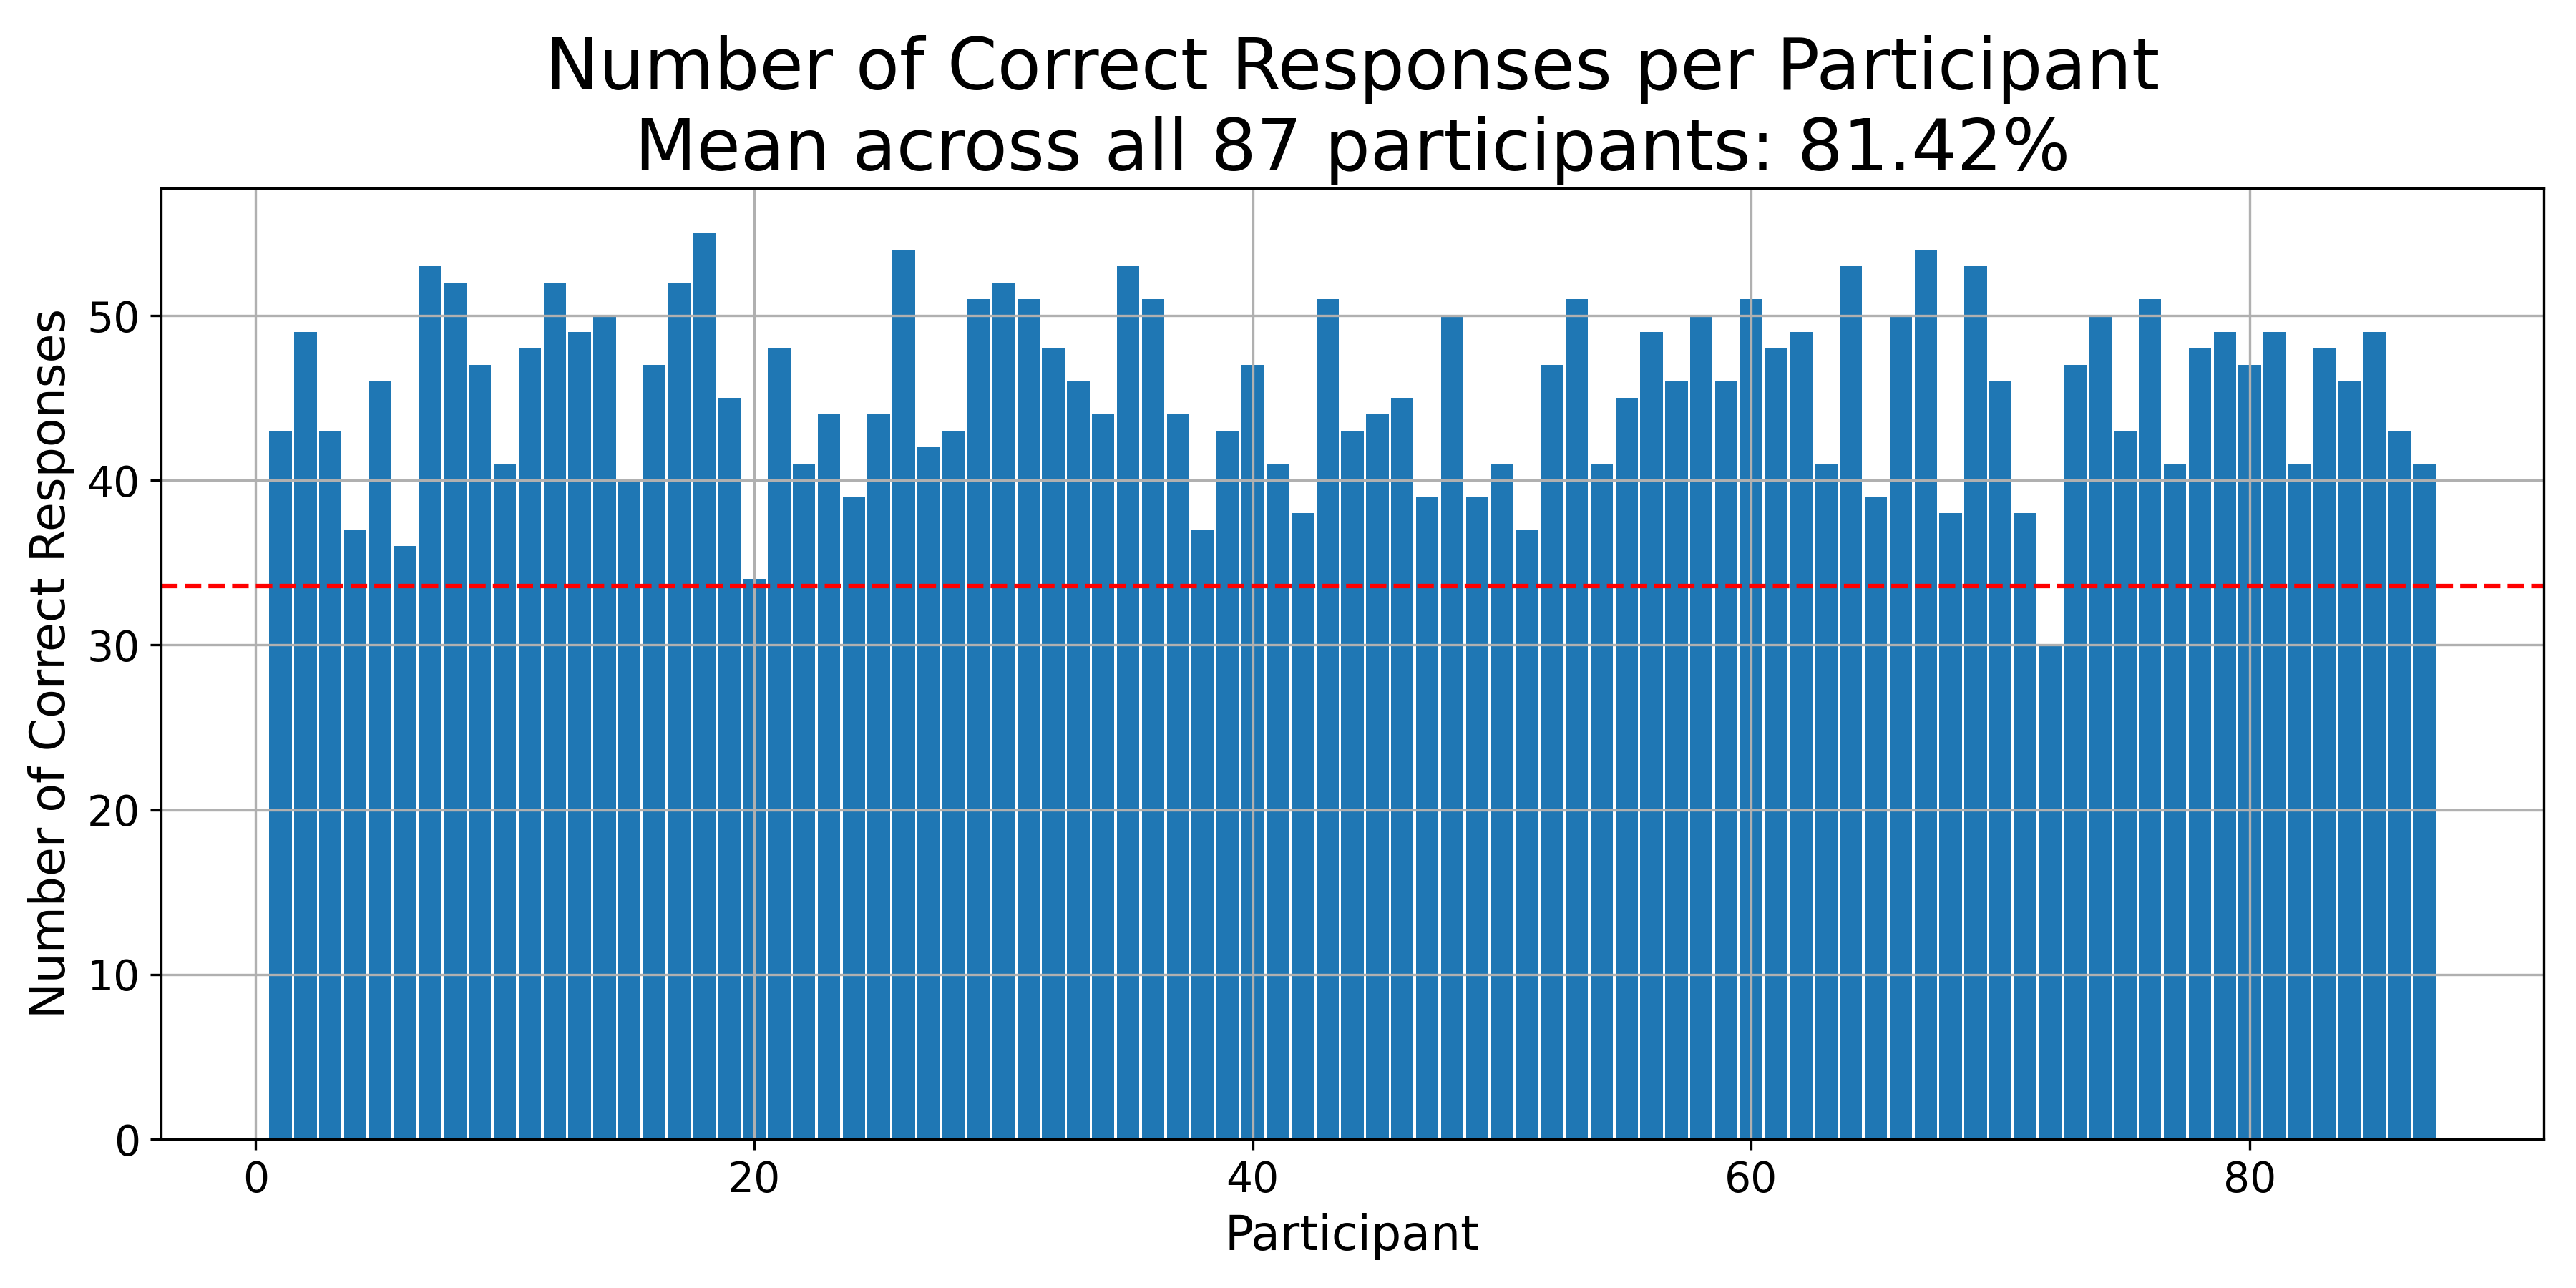 Number of Correct Responses per Participant
Mean across all 87 participants: 81.42%
Number of Correct Responses
50
40
30
20
10
0
0 20 40 60 80
Participant